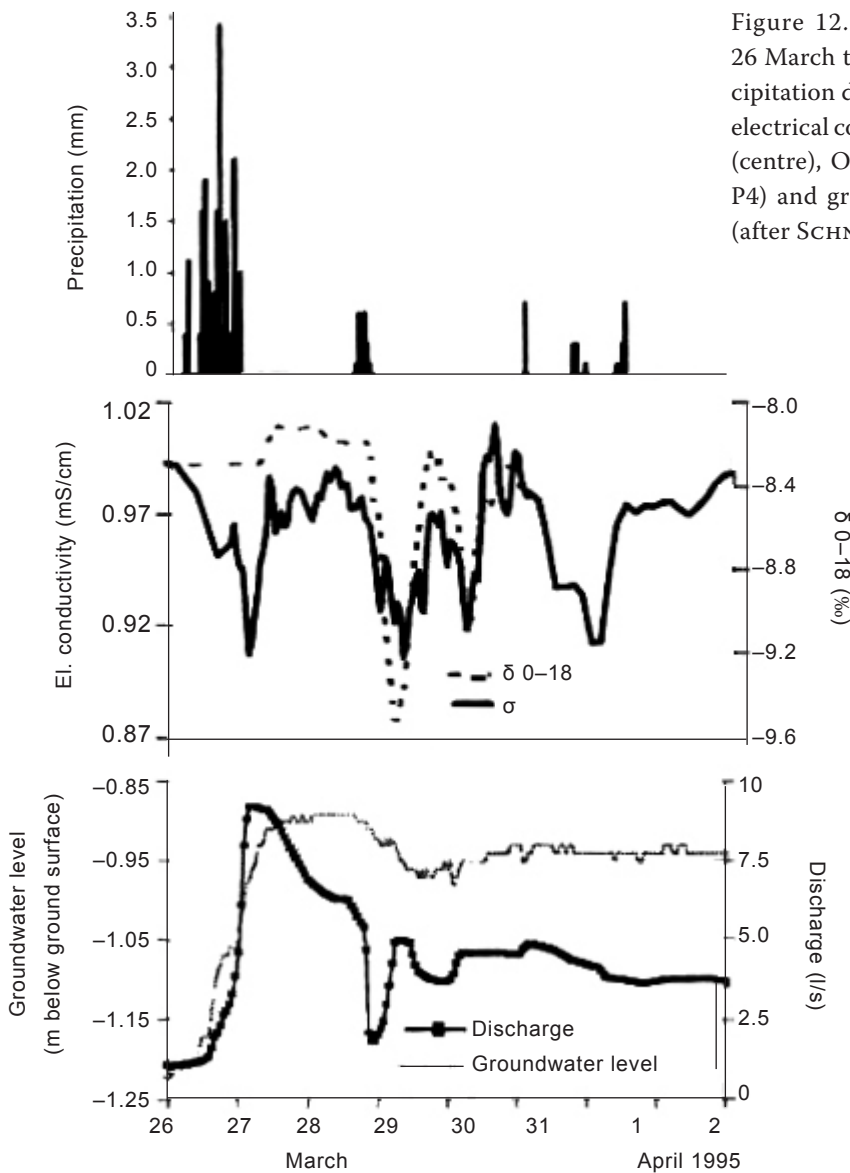 Figure 12.
26 March t
cipitation d
electrical co
(centre), O
P4) and gr
(after SCHN
Precipitation (mm)
3.5
3.0
2.5
2.0
1.5
1.0
0.5
0
El. conductivity (mS/cm)
1.02
0.97
0.92
0.87
−8.0
−8.4
−8.8
−9.2
−9.6
δ 0–18 (‰)
δ 0–18
σ
Groundwater level
(m below ground surface)
−0.85
−0.95
−1.05
−1.15
−1.25
10
7.5
5.0
2.5
0
Discharge (l/s)
Discharge
Groundwater level
26 27 28 29 30 31 1 2
March April 1995